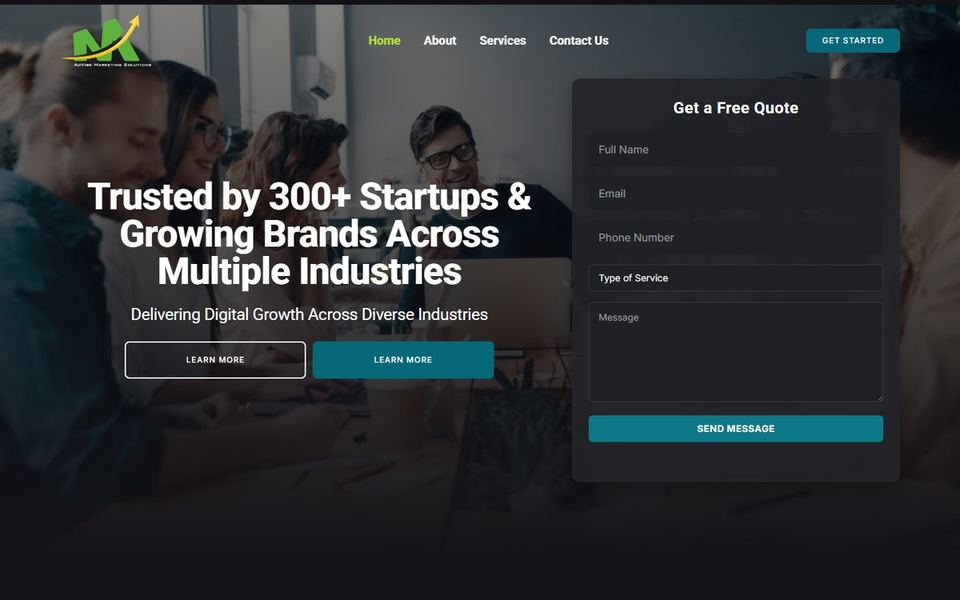 AdVibe Marketing Solutions
Home
About
Services
Contact Us
GET STARTED
Trusted by 300+ Startups &
Growing Brands Across
Multiple Industries
Delivering Digital Growth Across Diverse Industries
LEARN MORE
LEARN MORE
Get a Free Quote
Full Name
Email
Phone Number
Type of Service
Message
SEND MESSAGE